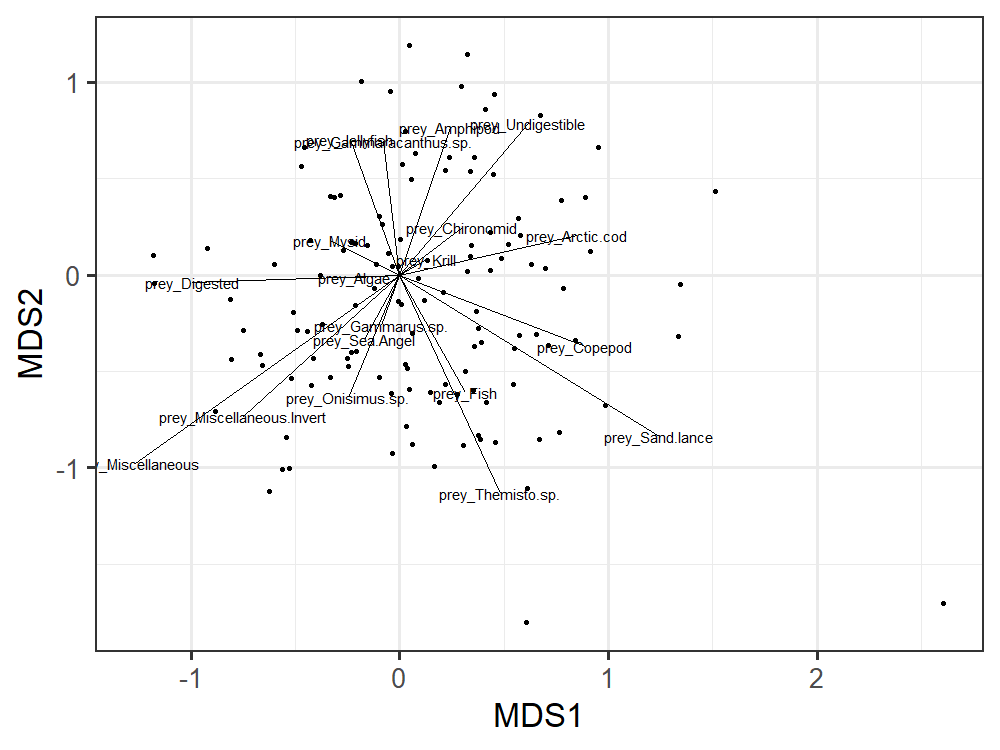 MDS2
1
0
-1
prey_Amphipod
prey_Undigestible
prey_Jellyfish
prey_Gammaracanthus.sp.
prey_Chironomid
prey_Arctic.cod
prey_Mysid
prey_Krill
prey_Algae
prey_Digested
prey_Gammarus.sp.
prey_Sea.Angel
prey_Copepod
prey_Fish
prey_Onisimus.sp.
prey_Miscellaneous.Invert
prey_Sand.lance
y_Miscellaneous
prey_Themisto.sp.
-1
0
1
2
MDS1